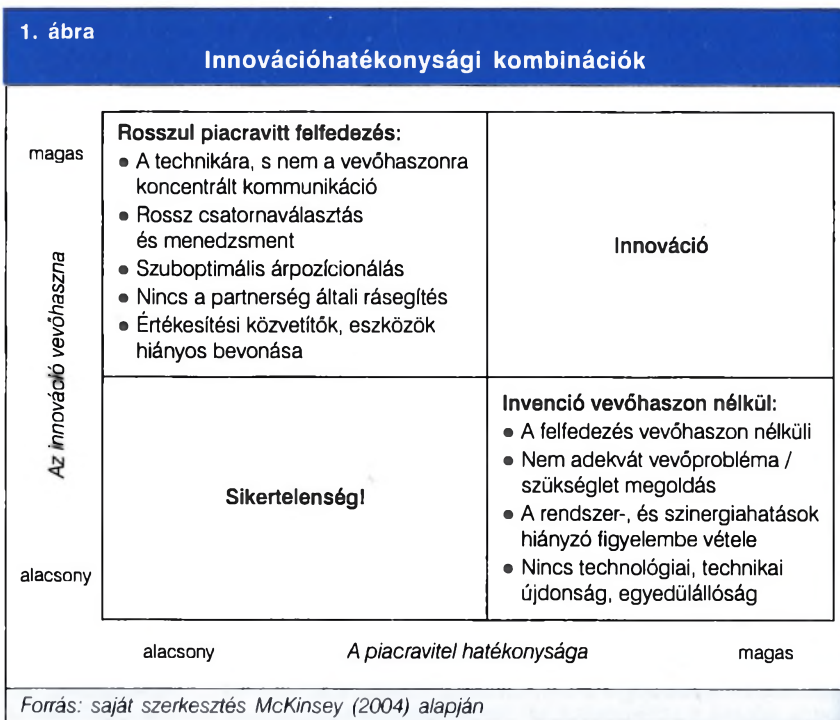 1. ábra
Innovációhatékonysági kombinációk
magas
Rosszul piacravitt felfedezés:
• A technikára, s nem a vevőhaszonra
koncentrált kommunikáció
• Rossz csatornaválasztás
és menedzsment
• Szuboptimális árpozícionálás
• Nincs a partnerség általi rásegítés
• Értékesítési közvetítők, eszközök
hiányos bevonása
Innováció
Az innováció vevőhaszna
Sikertelenség!
Invenció vevőhaszon nélkül:
• A felfedezés vevőhaszon nélküli
• Nem adekvát vevőprobléma /
szükséglet megoldás
• A rendszer-, és szinergiahatások
hiányzó figyelembe vétele
• Nincs technológiai, technikai
újdonság, egyedülállóság
alacsony
alacsony A piacravitel hatékonysága magas
Forrás: saját szerkesztés McKinsey (2004) alapján